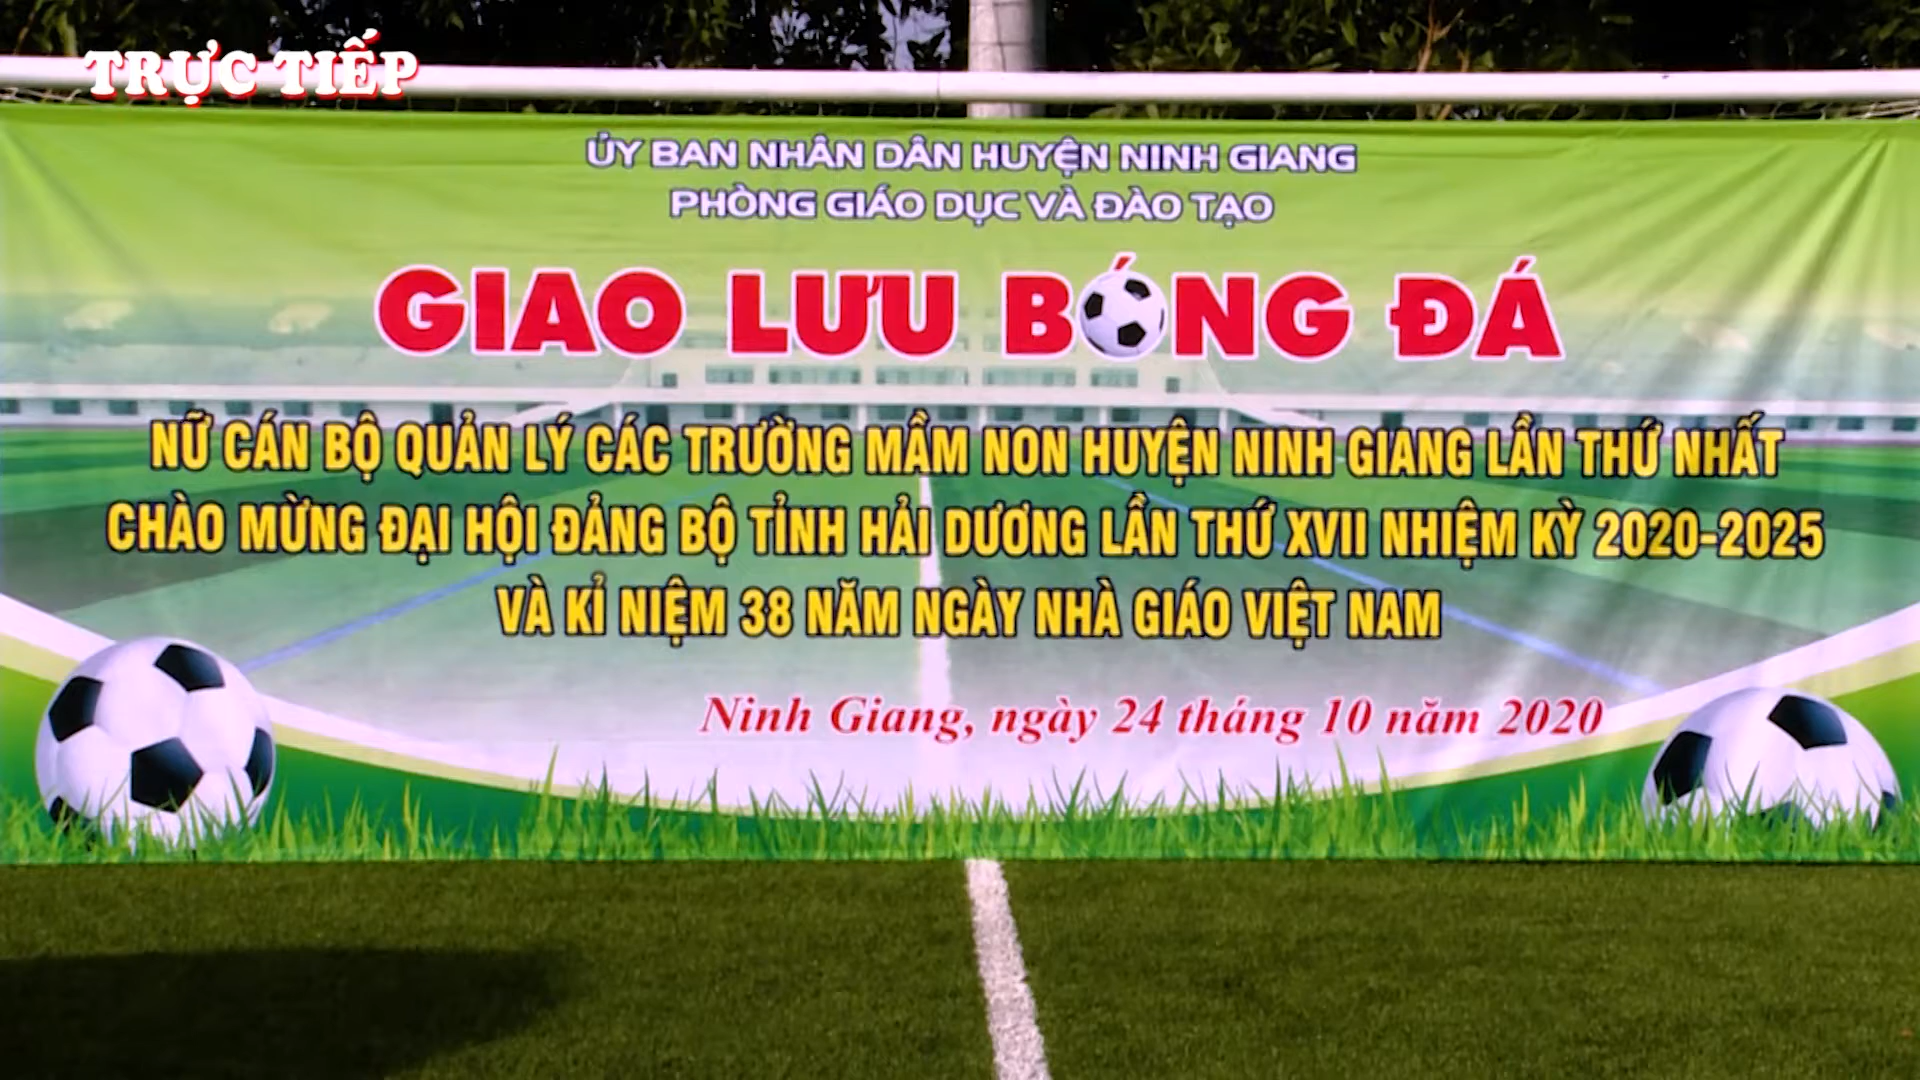 TRỰC TIẾP
ỦY BAN NHÂN DÂN HUYỆN NINH GIANG
PHÒNG GIÁO DỤC VÀ ĐÀO TẠO
GIAO LƯU BÓNG ĐÁ
NỮ CÁN BỘ QUẢN LÝ CÁC TRƯỜNG MẦM NON HUYỆN NINH GIANG LẦN THỨ NHẤT
CHÀO MỪNG ĐẠI HỘI ĐẢNG BỘ TỈNH HẢI DƯƠNG LẦN THỨ XVII NHIỆM KỲ 2020-2025
VÀ KỈ NIỆM 38 NĂM NGÀY NHÀ GIÁO VIỆT NAM
Ninh Giang, ngày 24 tháng 10 năm 2020